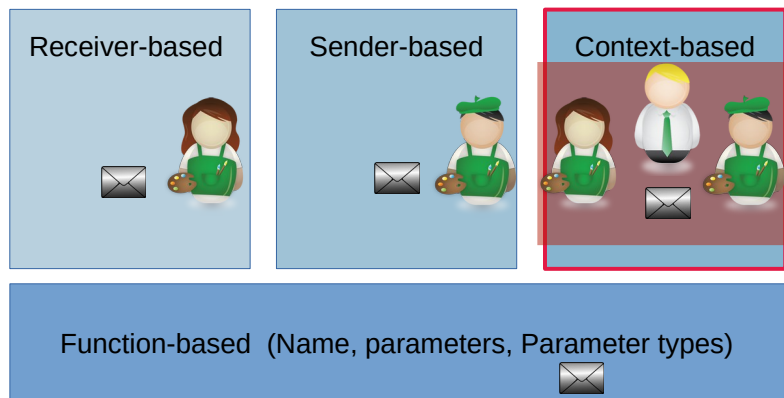 Receiver-based
Sender-based
Context-based
Function-based (Name, parameters, Parameter types)